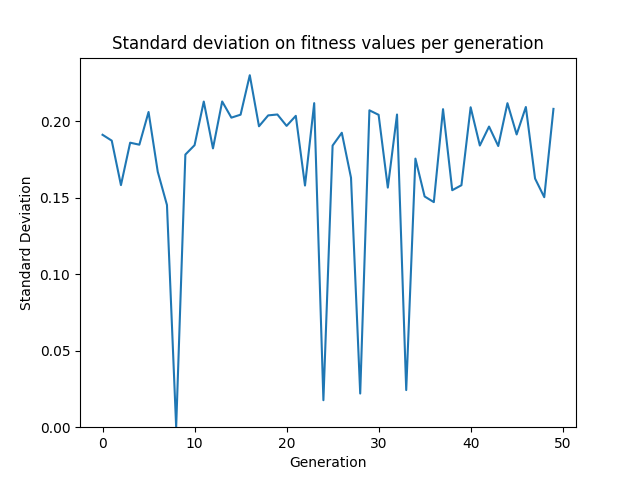 Standard deviation on fitness values per generation
Standard Deviation
0.20
0.15
0.10
0.05
0.00
0 10 20 30 40 50
Generation